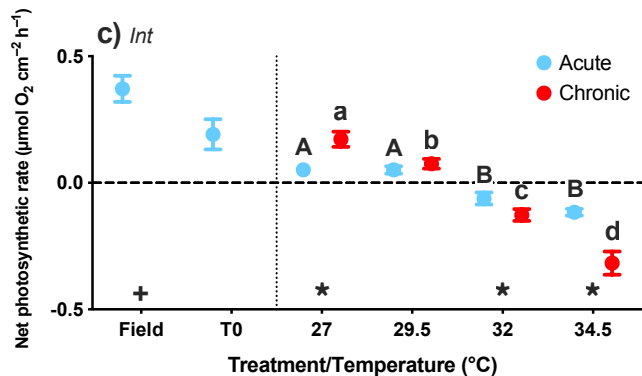 c) Int
Net photosynthetic rate (µmol O₂ cm⁻² h⁻¹)
0.5
0.0
-0.5
Acute
Chronic
a
A
A
b
B
c
B
d
+
*
*
*
Field T0 27 29.5 32 34.5
Treatment/Temperature (°C)